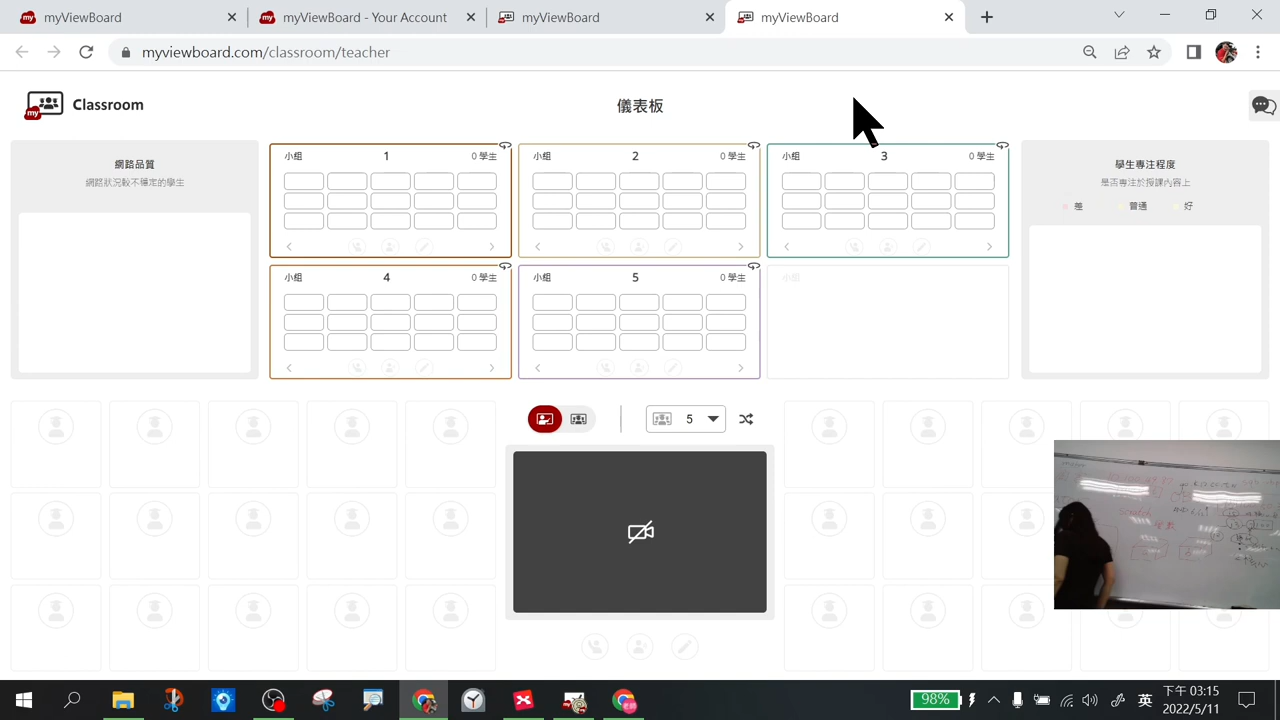 myViewBoard
myViewBoard - Your Account
myViewBoard
myViewBoard
myviewboard.com/classroom/teacher
my
Classroom
儀表板
網路品質
網路狀況較不穩定的學生
小組 1 0 學生
小組 2 0 學生
小組 3 0 學生
學生專注程度
是否專注於授課內容上
差 普通 好
小組 4 0 學生
小組 5 0 學生
小組
5
98%
英
下午 03:15
2022/5/11